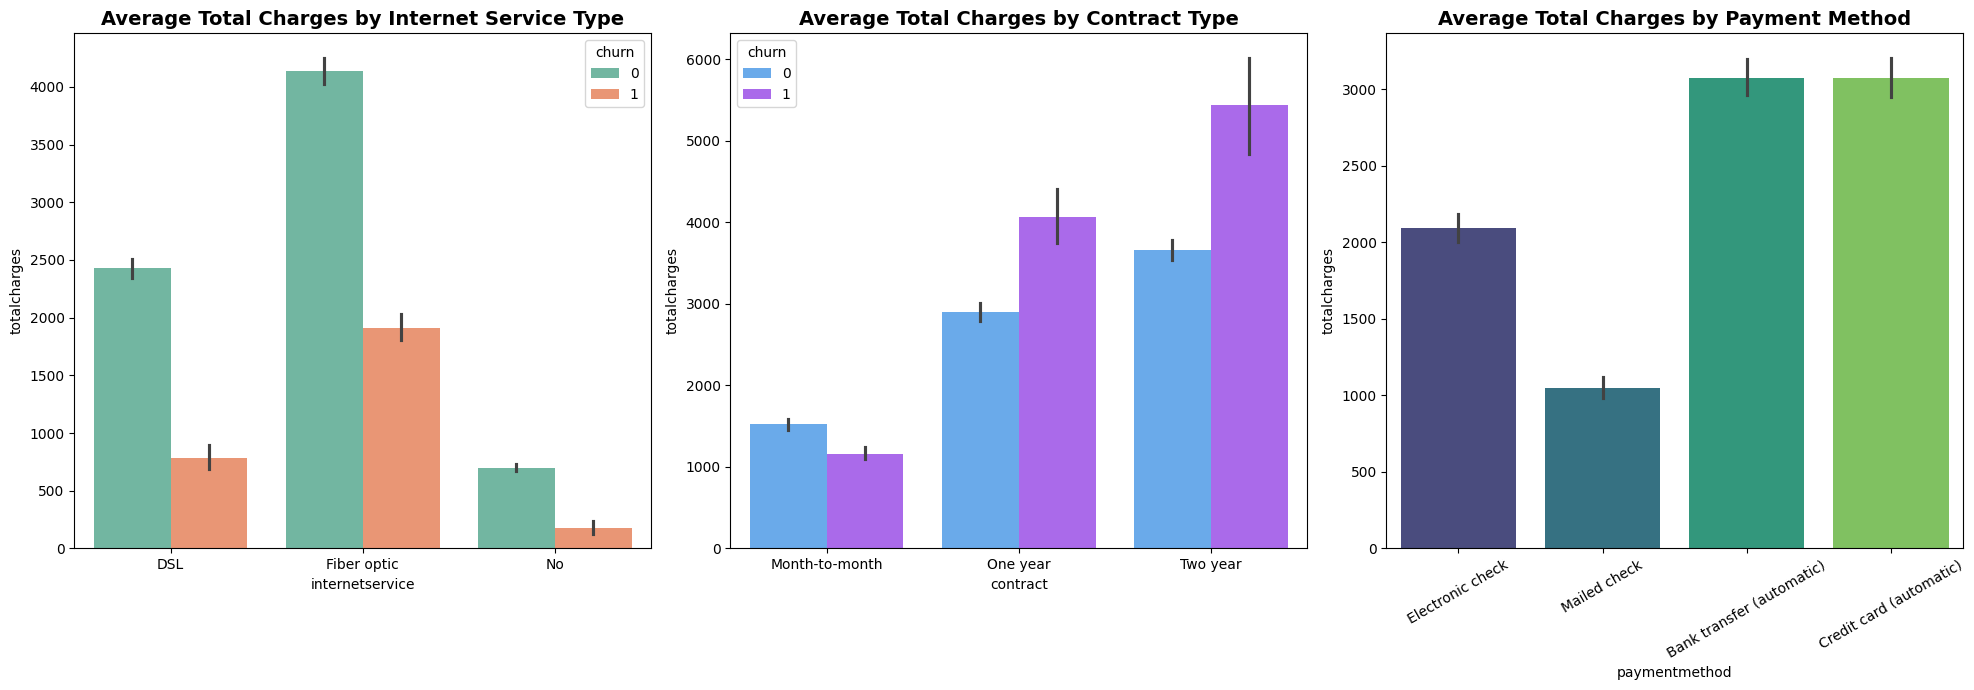 Average Total Charges by Internet Service Type
churn
0
1
4000
3500
3000
2500
2000
1500
1000
500
0
totalcharges
DSL
Fiber optic
No
internetservice
Average Total Charges by Contract Type
churn
0
1
6000
5000
4000
3000
2000
1000
0
totalcharges
Month-to-month
One year
Two year
contract
Average Total Charges by Payment Method
3000
2500
2000
1500
1000
500
0
totalcharges
Electronic check
Mailed check
Bank transfer (automatic)
Credit card (automatic)
paymentmethod